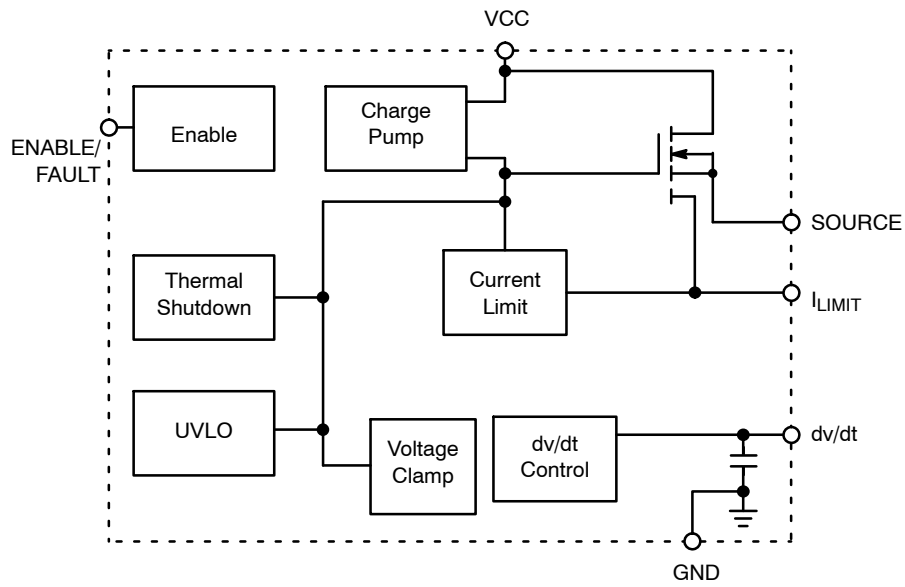 VCC
Enable
Charge
Pump
ENABLE/
FAULT
SOURCE
Thermal
Shutdown
Current
Limit
ILIMIT
UVLO
Voltage
Clamp
dv/dt
Control
dv/dt
GND